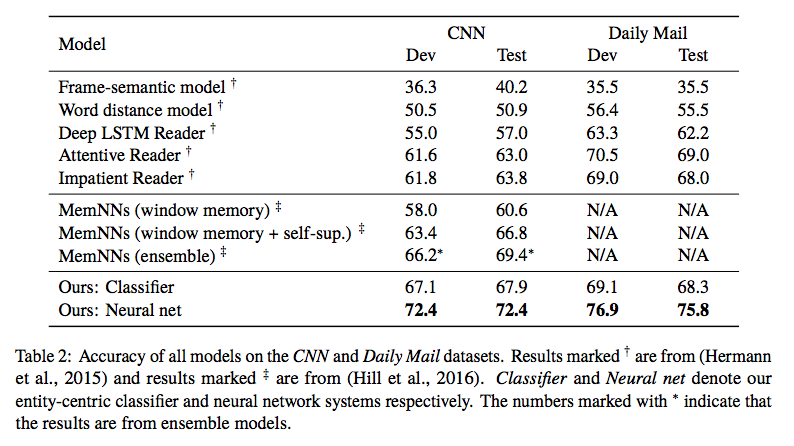 Model CNN Daily Mail
Dev Test Dev Test
Frame-semantic model † 36.3 40.2 35.5 35.5
Word distance model † 50.5 50.9 56.4 55.5
Deep LSTM Reader † 55.0 57.0 63.3 62.2
Attentive Reader † 61.6 63.0 70.5 69.0
Impatient Reader † 61.8 63.8 69.0 68.0
MemNNs (window memory) ‡ 58.0 60.6 N/A N/A
MemNNs (window memory + self-sup.) ‡ 63.4 66.8 N/A N/A
MemNNs (ensemble) ‡ 66.2* 69.4* N/A N/A
Ours: Classifier 67.1 67.9 69.1 68.3
Ours: Neural net 72.4 72.4 76.9 75.8
Table 2: Accuracy of all models on the CNN and Daily Mail datasets. Results marked † are from (Hermann
et al., 2015) and results marked ‡ are from (Hill et al., 2016). Classifier and Neural net denote our
entity-centric classifier and neural network systems respectively. The numbers marked with * indicate that
the results are from ensemble models.